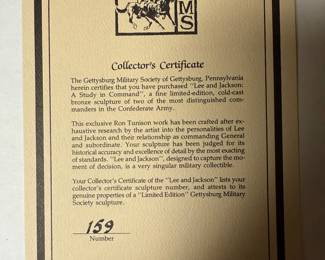 MS
Collector's Certificate
The Gettysburg Military Society of Gettysburg, Pennsylvania
herein certifies that you have purchased "Lee and Jackson:
A Study in Command", a fine limited-edition, cold-cast
bronze sculpture of two of the most distinguished com-
manders in the Confederate Army.
This exclusive Ron Tunison work has been crafted after ex-
haustive research by the artist into the personalities of Lee
and Jackson and their relationship as commanding General
and subordinate. Your sculpture has been judged for its
historical accuracy and excellence of detail by the most exacting
of standards. "Lee and Jackson", designed to capture the mo-
ment of decision, is a very singular military collectible.
Your Collector's Certificate of the "Lee and Jackson" lists your
collector's certificate sculpture number, and attests to its
genuine properties of a "Limited Edition" Gettysburg Military
Society sculpture.
159
Number